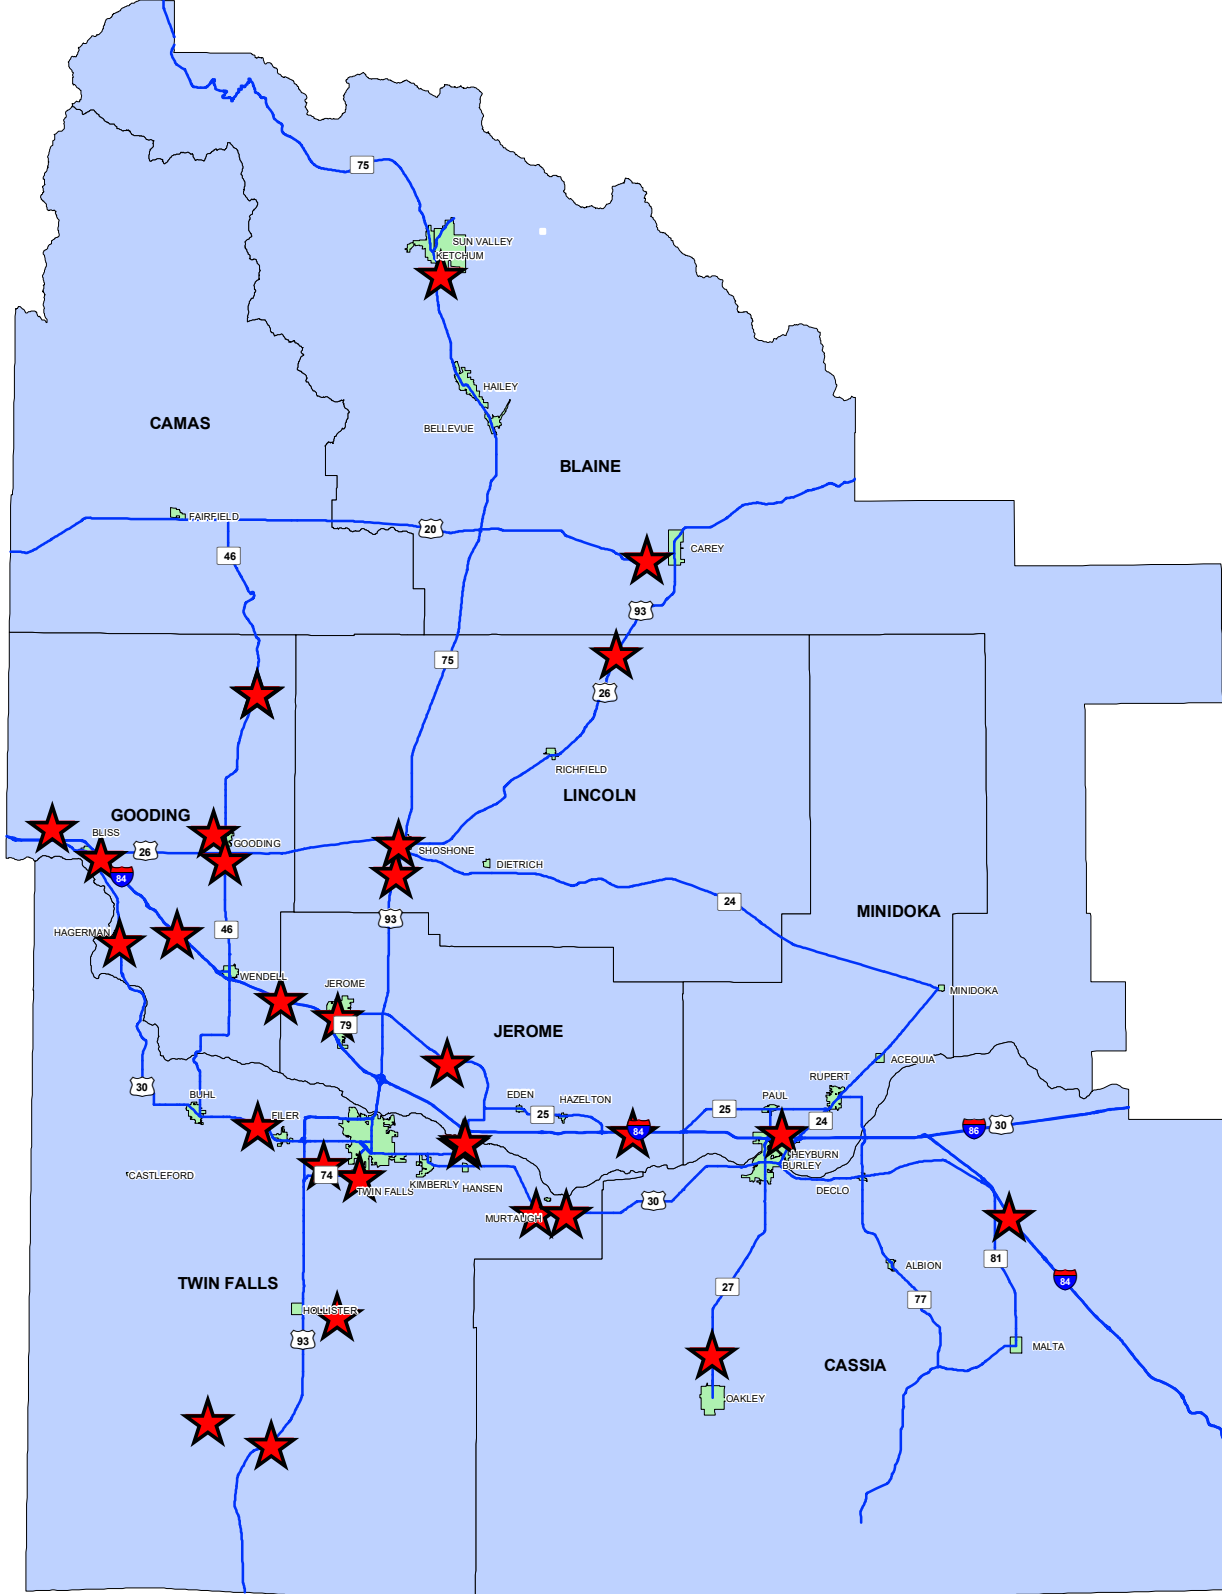 75
SUN VALLEY
KETCHUM
HAILEY
CAMAS
BELLEVUE
BLAINE
FAIRFIELD
20
CAREY
46
93
75
26
RICHFIELD
LINCOLN
GOODING
BLISS
GOODING
26
SHOSHONE
DIETRICH
84
24
MINIDOKA
93
HAGERMAN
46
WENDELL
JEROME
MINIDOKA
79
JEROME
ACEQUIA
RUPERT
30
BUHL
EDEN
HAZELTON
PAUL
25
25
FILER
24
30
86
84
HEYBURN
BURLEY
CASTLEFORD
74
KIMBERLY
HANSEN
TWIN FALLS
DECLO
30
MURTAUGH
81
ALBION
TWIN FALLS
84
27
77
HOLLISTER
93
MALTA
CASSIA
OAKLEY